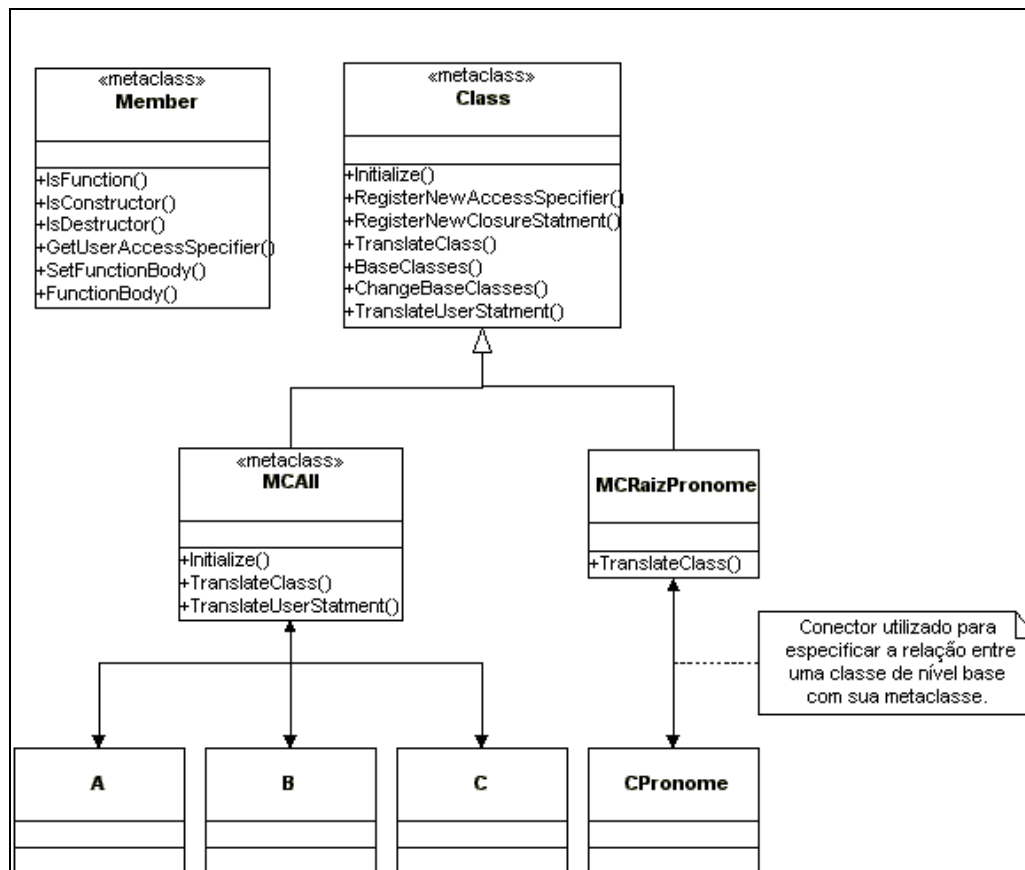 «metaclass»
Member
+IsFunction()
+IsConstructor()
+IsDestructor()
+GetUserAccessSpecifier()
+SetFunctionBody()
+FunctionBody()
«metaclass»
Class
+Initialize()
+RegisterNewAccessSpecifier()
+RegisterNewClosureStatment()
+TranslateClass()
+BaseClasses()
+ChangeBaseClasses()
+TranslateUserStatment()
«metaclass»
MCAll
+Initialize()
+TranslateClass()
+TranslateUserStatment()
MCRaizPronome
+TranslateClass()
Conector utilizado para
especificar a relação entre
uma classe de nível base
com sua metaclasse.
A
B
C
CPronome